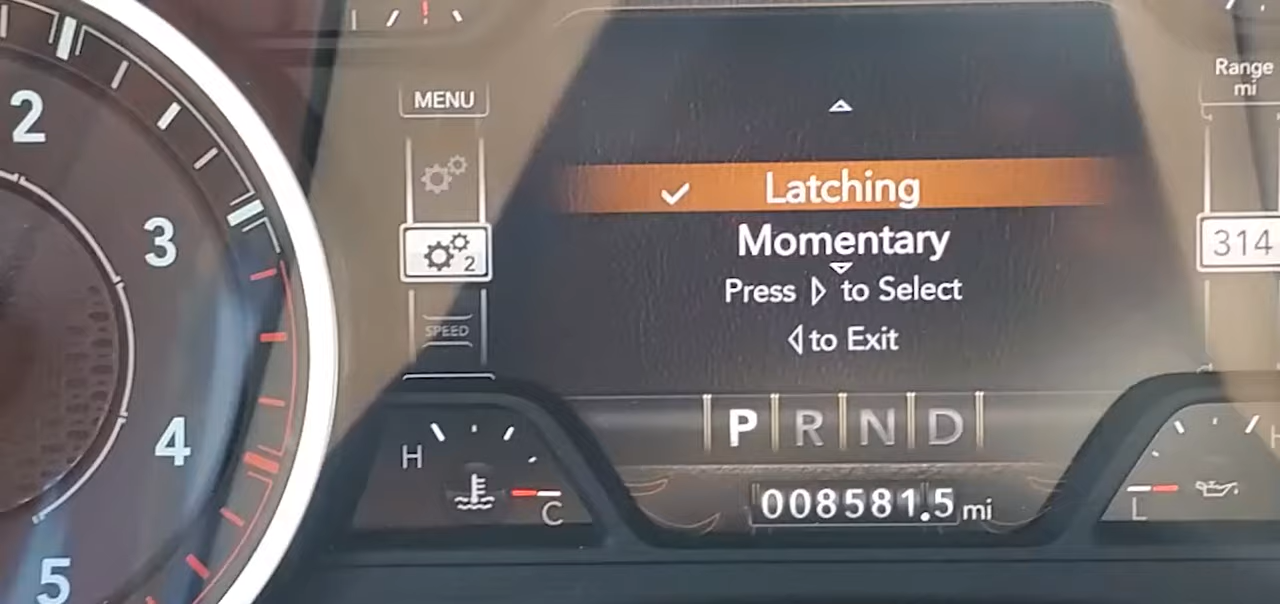 MENU
Range
mi
2
3
4
5
2
SPEED
Latching
Momentary
Press ▷ to Select
◁ to Exit
314
P R N D
H
C
L
H
008581.5 mi